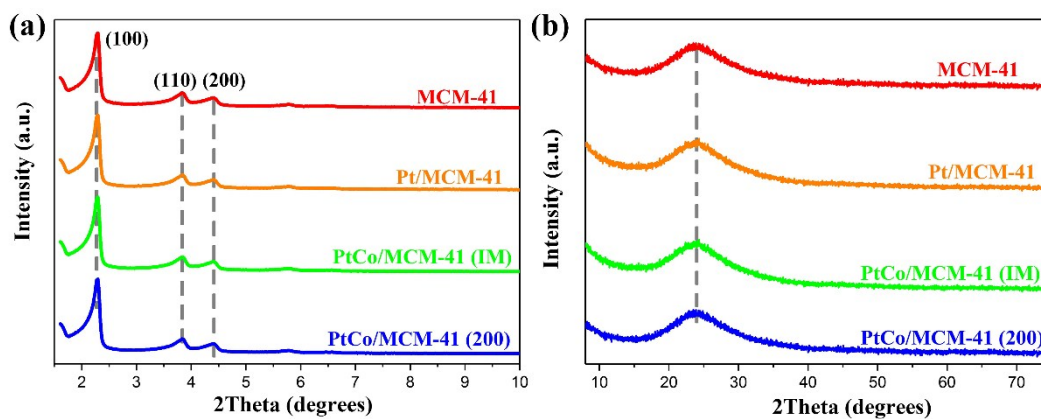 (a)
(100)
(110) (200)
MCM-41
Pt/MCM-41
PtCo/MCM-41 (IM)
PtCo/MCM-41 (200)
Intensity (a.u.)
2 3 4 5 6 7 8 9 10
2Theta (degrees)
(b)
MCM-41
Pt/MCM-41
PtCo/MCM-41 (IM)
PtCo/MCM-41 (200)
Intensity (a.u.)
10 20 30 40 50 60 70
2Theta (degrees)